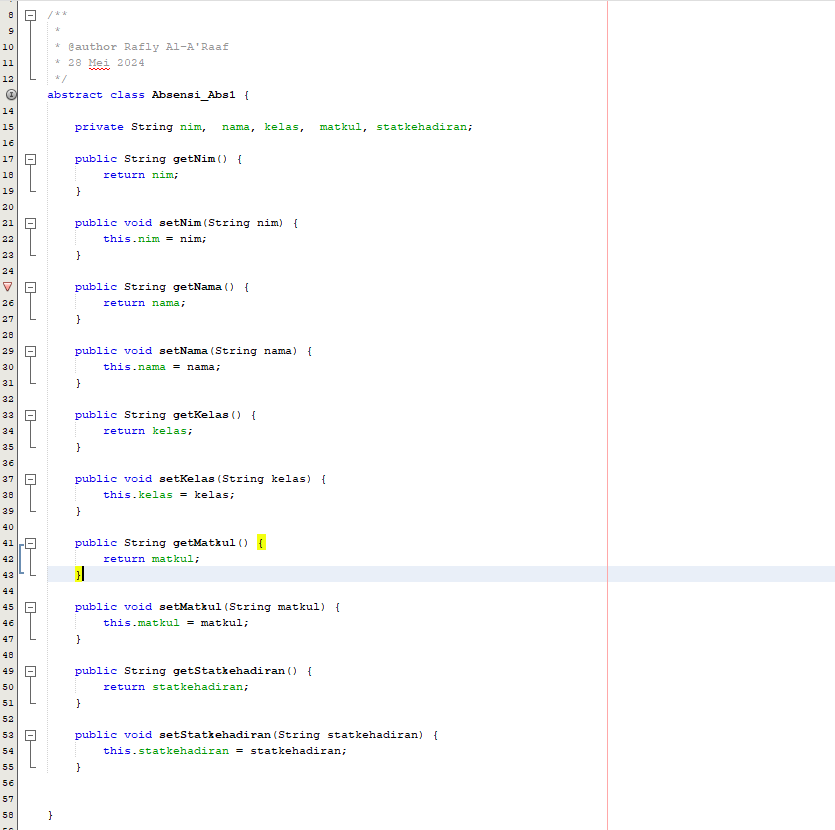 8 /**
9  *
10  * @author Rafly Al-A'Raaf
11  * 28 Mei 2024
12  */
abstract class Absensi_Abs1 {
14
15     private String nim,  nama, kelas,  matkul, statkehadiran;
16
17     public String getNim() {
18         return nim;
19     }
20
21     public void setNim(String nim) {
22         this.nim = nim;
23     }
24
    public String getNama() {
26         return nama;
27     }
28
29     public void setNama(String nama) {
30         this.nama = nama;
31     }
32
33     public String getKelas() {
34         return kelas;
35     }
36
37     public void setKelas(String kelas) {
38         this.kelas = kelas;
39     }
40
41     public String getMatkul() {
42         return matkul;
43     }
44
45     public void setMatkul(String matkul) {
46         this.matkul = matkul;
47     }
48
49     public String getStatkehadiran() {
50         return statkehadiran;
51     }
52
53     public void setStatkehadiran(String statkehadiran) {
54         this.statkehadiran = statkehadiran;
55     }
56
57
58 }